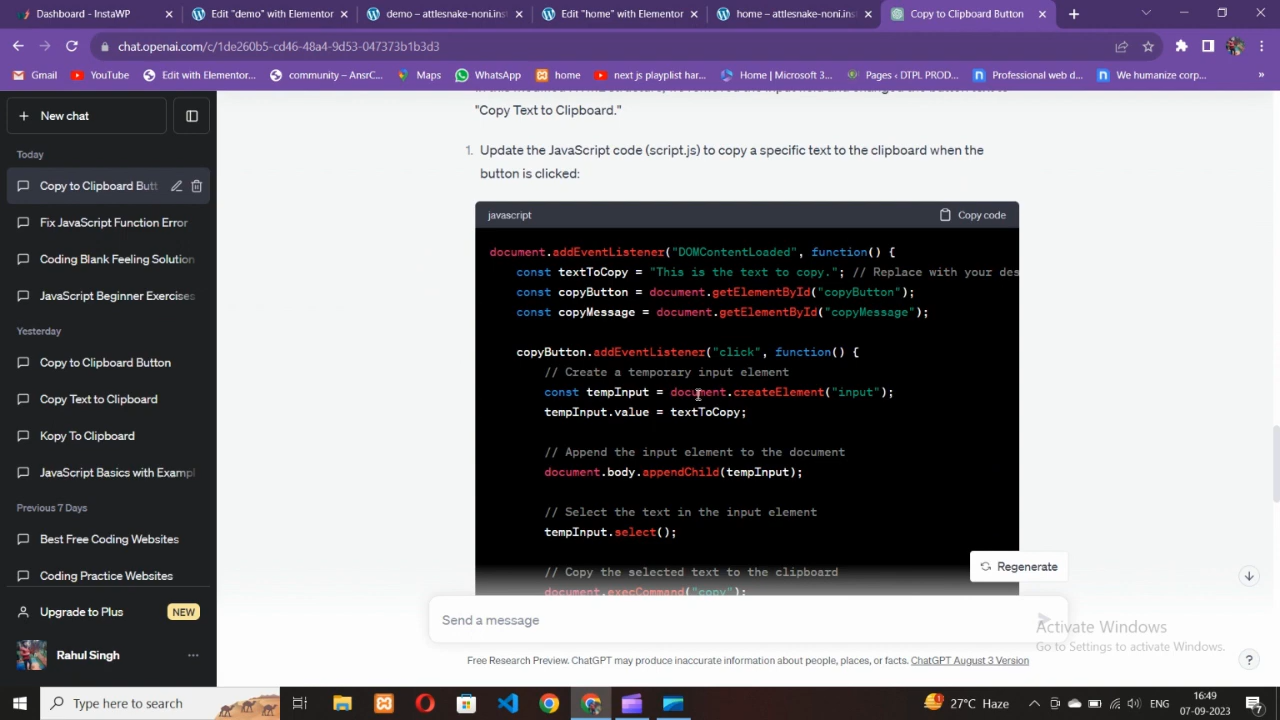 Dashboard - InstaWP
Edit "demo" with Elementor
demo – attlesnake-noni.inst
Edit "home" with Elementor
home – attlesnake-noni.inst
Copy to Clipboard Button
chat.openai.com/c/1de260b5-cd46-48a4-9d53-047373b1b3d3
Gmail
YouTube
Edit with Elementor...
community – AnsrC...
Maps
WhatsApp
home
next js playlist har...
Home | Microsoft 3...
Pages ‹ DTPL PROD...
Professional web d...
We humanize corp...
»
New chat
Today
Copy to Clipboard Butt
Fix JavaScript Function Error
Coding Blank Feeling Solution
JavaScript Beginner Exercises
Yesterday
Copy to Clipboard Button
Copy Text to Clipboard
Kopy To Clipboard
JavaScript Basics with Exampl
Previous 7 Days
Best Free Coding Websites
Coding Practice Websites
Upgrade to Plus NEW
Rahul Singh
"Copy Text to Clipboard."
1. Update the JavaScript code (script.js) to copy a specific text to the clipboard when the
button is clicked:
javascript Copy code
document.addEventListener("DOMContentLoaded", function() {
const textToCopy = "This is the text to copy."; // Replace with your des
const copyButton = document.getElementById("copyButton");
const copyMessage = document.getElementById("copyMessage");
copyButton.addEventListener("click", function() {
// Create a temporary input element
const tempInput = document.createElement("input");
tempInput.value = textToCopy;
// Append the input element to the document
document.body.appendChild(tempInput);
// Select the text in the input element
tempInput.select();
// Copy the selected text to the clipboard
document.execCommand("copy");
Regenerate
Send a message
Activate Windows
Go to Settings to activate Windows.
Free Research Preview. ChatGPT may produce inaccurate information about people, places, or facts. ChatGPT August 3 Version
?
Type here to search
27°C Haze
ENG
16:49
07-09-2023
7